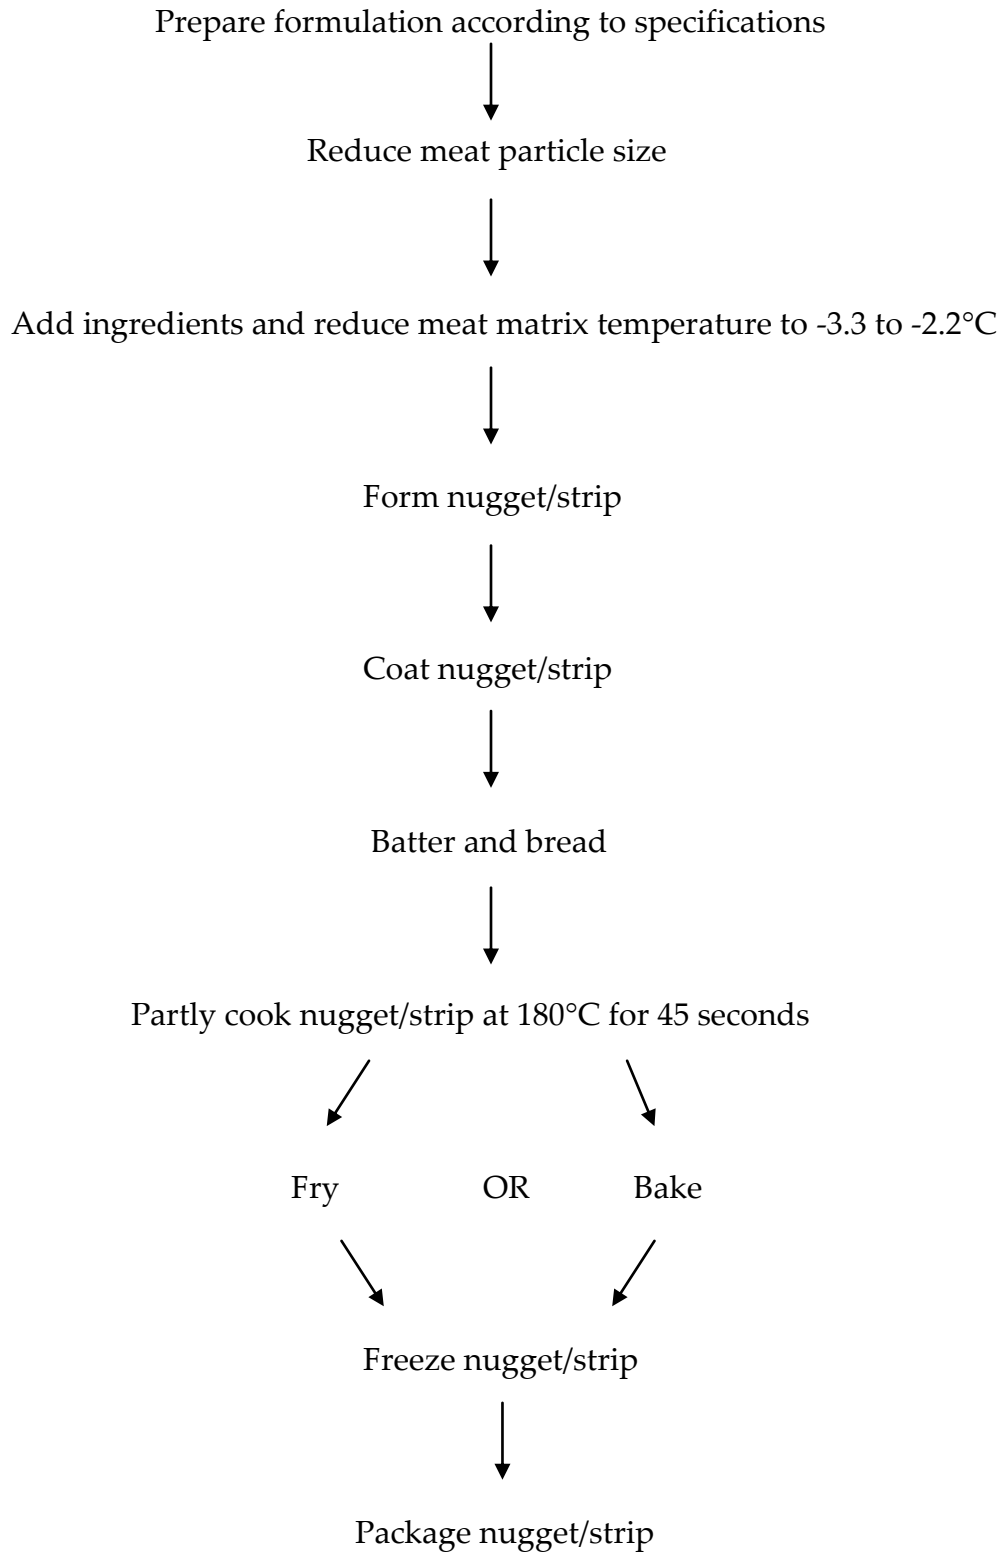 Prepare formulation according to specifications
Reduce meat particle size
Add ingredients and reduce meat matrix temperature to -3.3 to -2.2°C
Form nugget/strip
Coat nugget/strip
Batter and bread
Partly cook nugget/strip at 180°C for 45 seconds
Fry OR Bake
Freeze nugget/strip
Package nugget/strip